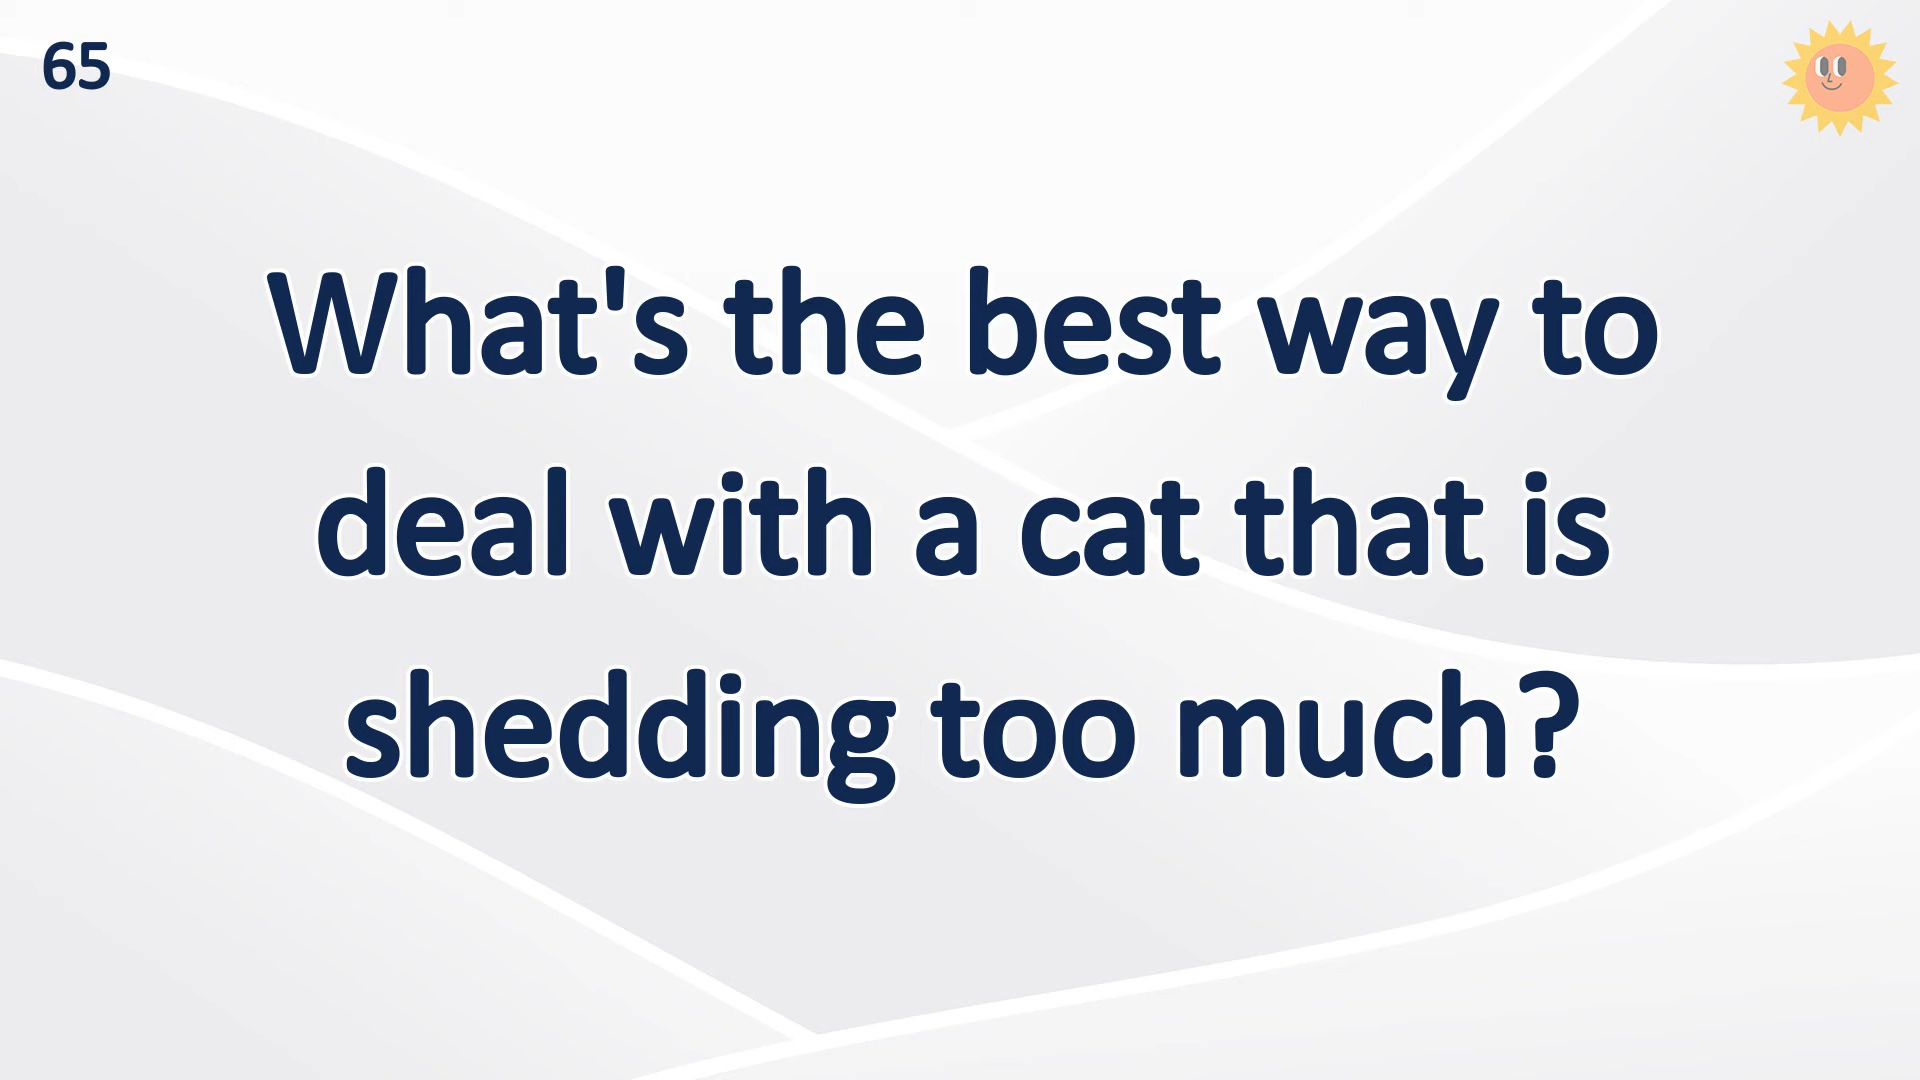 65
What's the best way to
deal with a cat that is
shedding too much?